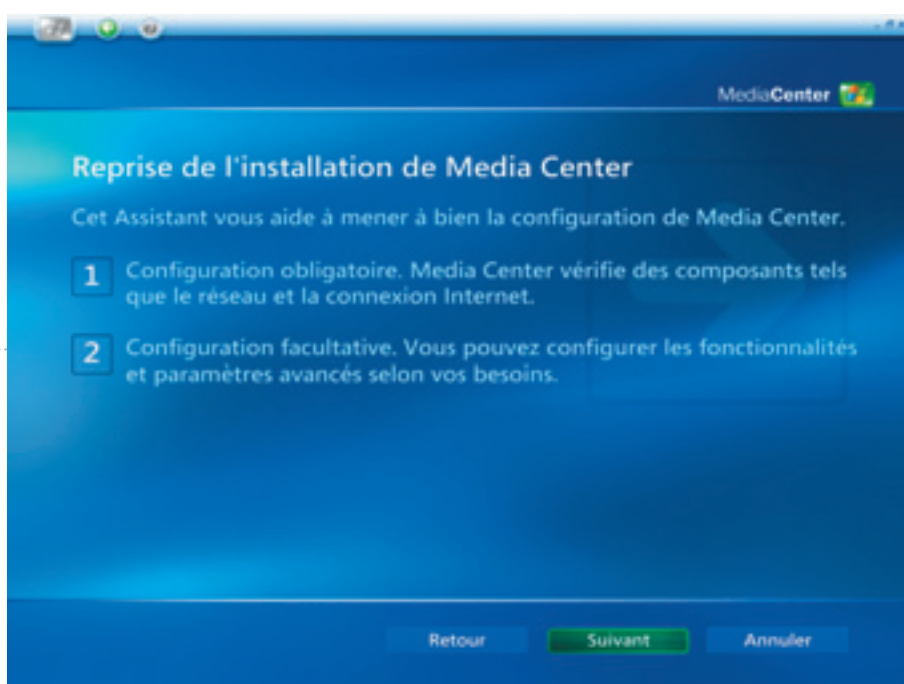 MediaCenter
Reprise de l'installation de Media Center
Cet Assistant vous aide à mener à bien la configuration de Media Center.
1 Configuration obligatoire. Media Center vérifie des composants tels
que le réseau et la connexion Internet.
2 Configuration facultative. Vous pouvez configurer les fonctionnalités
et paramètres avancés selon vos besoins.
Retour Suivant Annuler